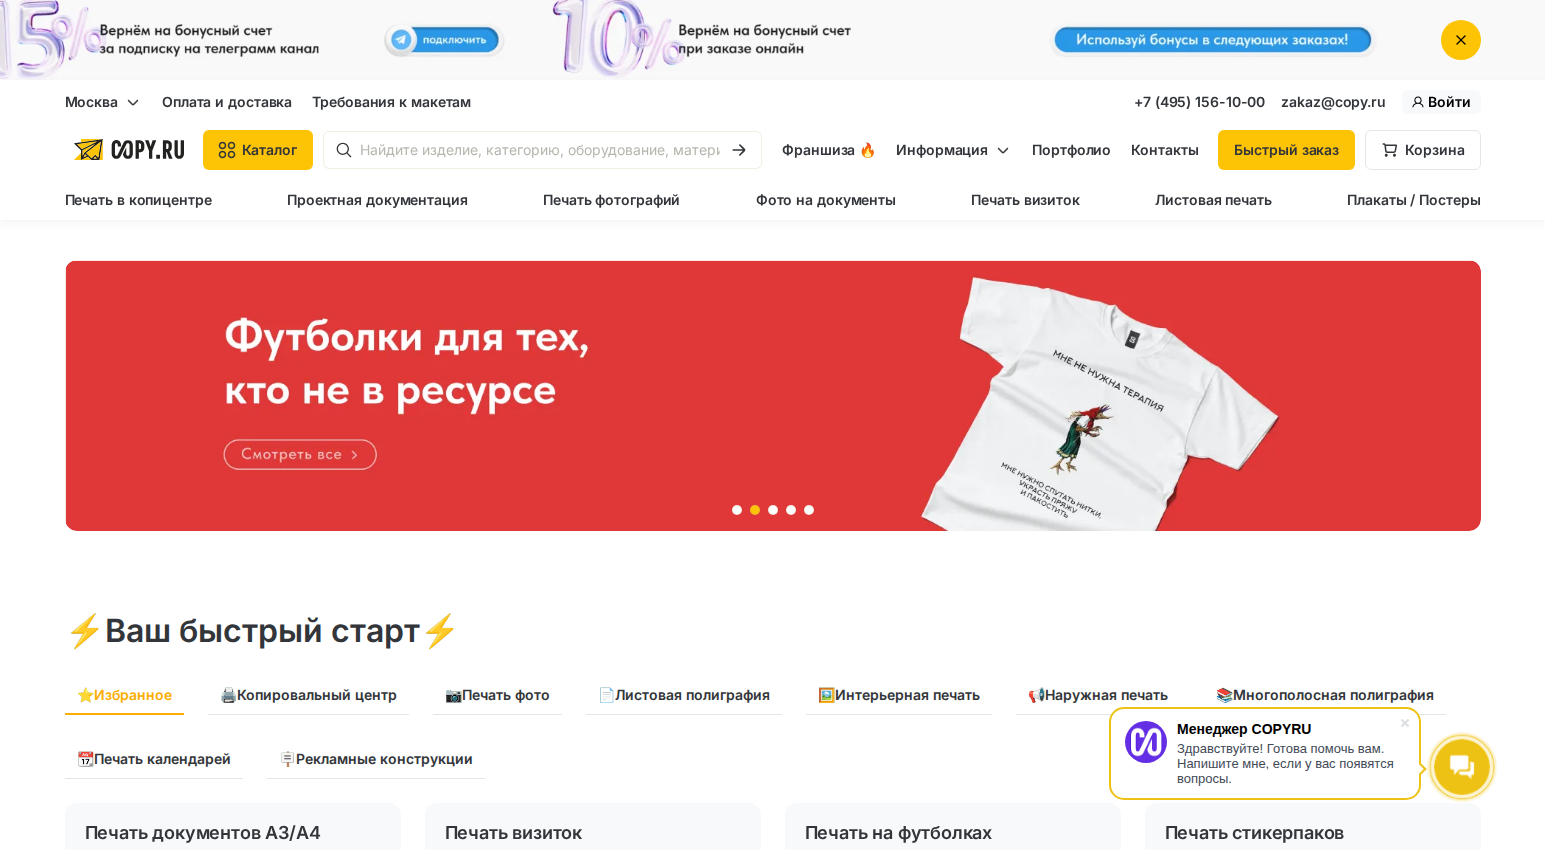 15% Вернём на бонусный счет
за подписку на телеграмм канал
подключить
10% Вернём на бонусный счет
при заказе онлайн
Используй бонусы в следующих заказах!
Москва Оплата и доставка Требования к макетам +7 (495) 156-10-00 zakaz@copy.ru Войти
COPY.RU Каталог Найдите изделие, категорию, оборудование, матери Франшиза 🔥 Информация Портфолио Контакты Быстрый заказ Корзина
Печать в копицентре Проектная документация Печать фотографий Фото на документы Печать визиток Листовая печать Плакаты / Постеры
Футболки для тех,
кто не в ресурсе
Смотреть все >
МНЕ НЕ НУЖНА ТЕРАПИЯ
МНЕ НУЖНО СПУТАТЬ НИТКИ,
УКРАСТЬ ПРЯЖУ
И ПАКОСТИТЬ
⚡Ваш быстрый старт⚡
⭐Избранное 🖨️Копировальный центр 📷Печать фото 📄Листовая полиграфия 🖼️Интерьерная печать 📢Наружная печать 📚Многополосная полиграфия
📆Печать календарей 🪧Рекламные конструкции
Менеджер COPYRU
Здравствуйте! Готова помочь вам.
Напишите мне, если у вас появятся
вопросы.
Печать документов А3/А4 Печать визиток Печать на футболках Печать стикерпаков